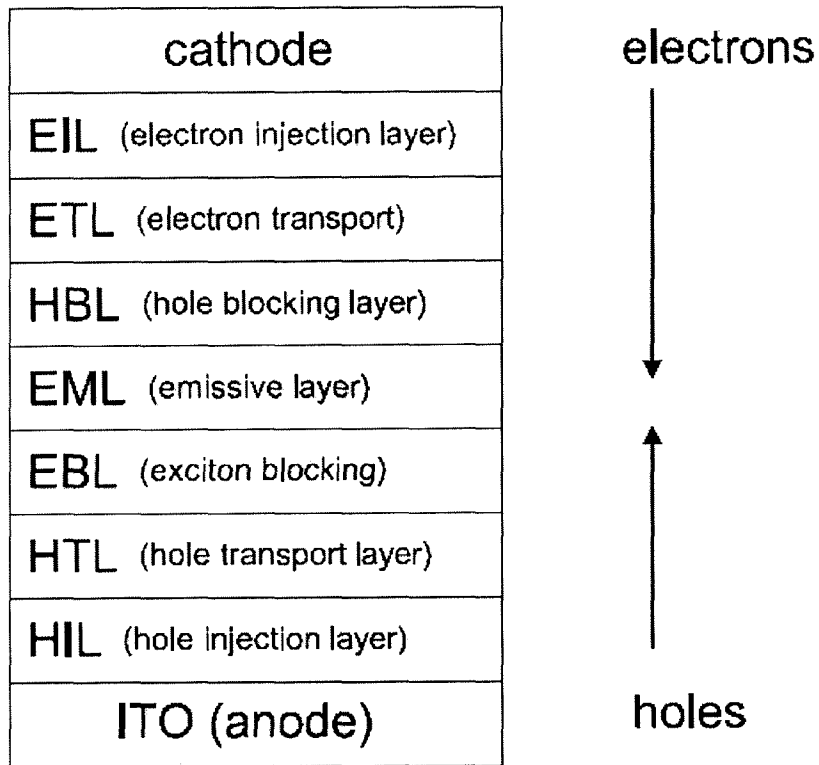 cathode
electrons
EIL (electron injection layer)
ETL (electron transport)
HBL (hole blocking layer)
EML (emissive layer)
EBL (exciton blocking)
HTL (hole transport layer)
HIL (hole injection layer)
ITO (anode)
holes